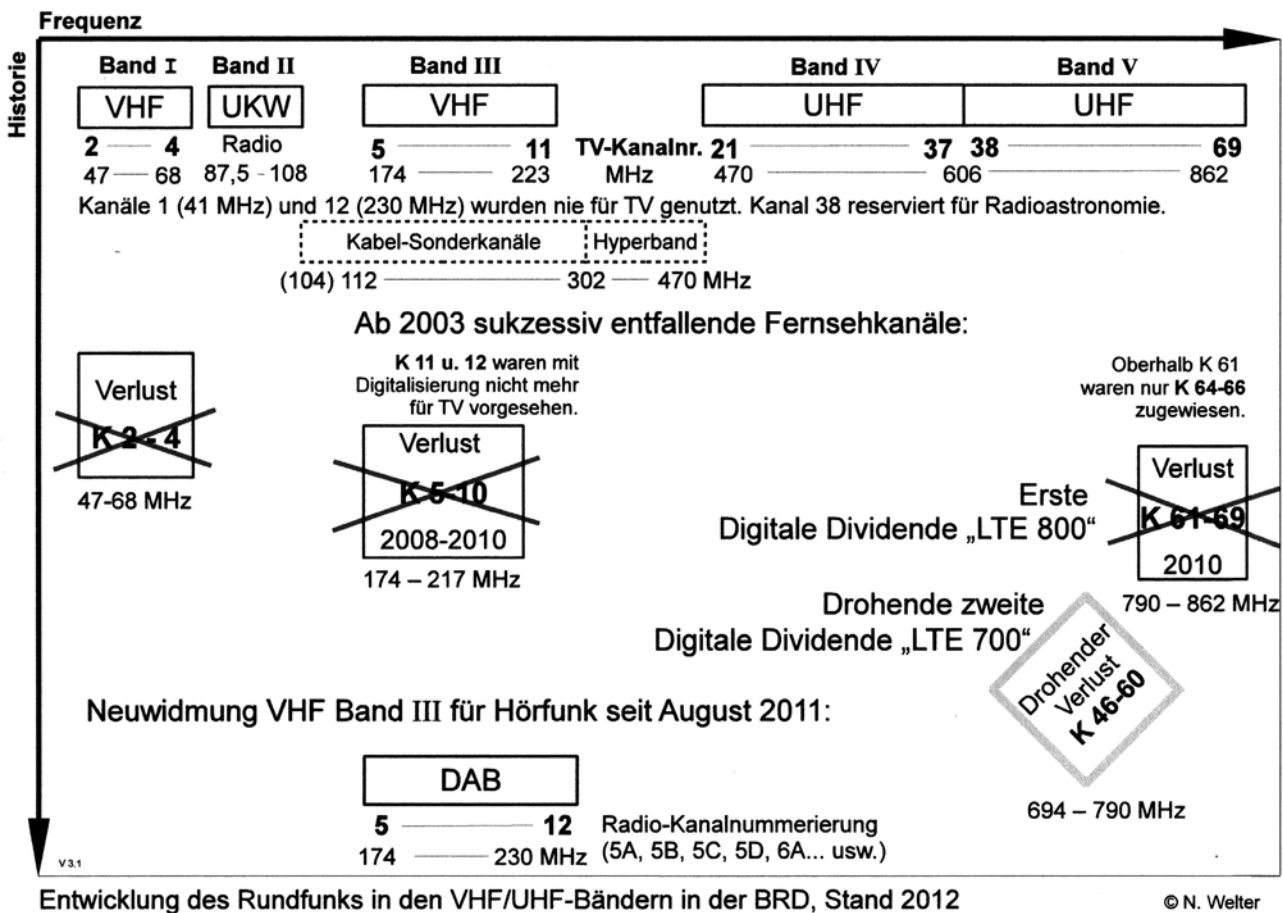 Frequenz
Historie
Band I Band II Band III Band IV Band V
VHF UKW VHF UHF UHF
2 4 Radio 5 11 TV-Kanalnr. 21 37 38 69
47 68 87,5 - 108 174 223 MHz 470 606 862
Kanäle 1 (41 MHz) und 12 (230 MHz) wurden nie für TV genutzt. Kanal 38 reserviert für Radioastronomie.
Kabel-Sonderkanäle Hyperband
(104) 112 302 470 MHz
Ab 2003 sukzessiv entfallende Fernsehkanäle:
Verlust
K 2 - 4
47-68 MHz
K 11 u. 12 waren mit
Digitalisierung nicht mehr
für TV vorgesehen.
Verlust
K 5-10
2008-2010
174 – 217 MHz
Oberhalb K 61
waren nur K 64-66
zugewiesen.
Erste
Digitale Dividende „LTE 800“
Verlust
K 61-69
2010
790 – 862 MHz
Drohende zweite
Digitale Dividende „LTE 700“
Drohender
Verlust
K 46-60
694 – 790 MHz
Neuwidmung VHF Band III für Hörfunk seit August 2011:
DAB
5 12 Radio-Kanalnummerierung
174 230 MHz (5A, 5B, 5C, 5D, 6A... usw.)
V 3.1
Entwicklung des Rundfunks in den VHF/UHF-Bändern in der BRD, Stand 2012
© N. Welter